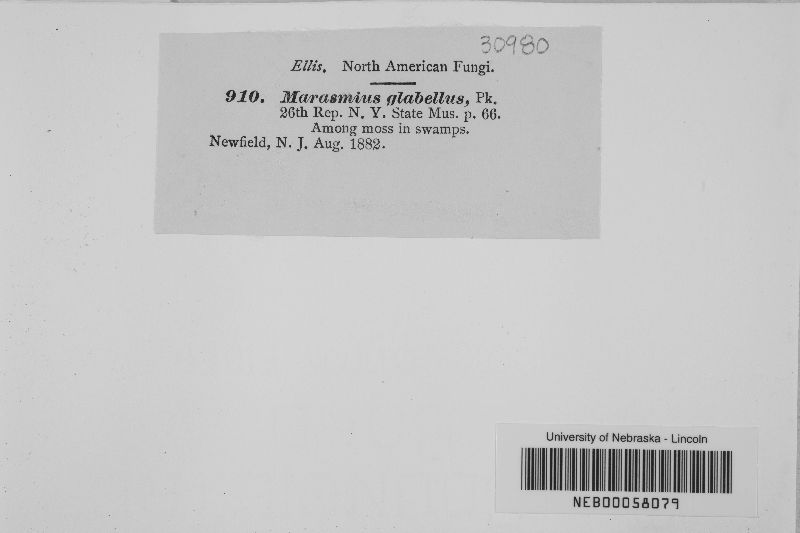 30980
Ellis. North American Fungi.
910. Marasmius glabellus, Pk.
26th Rep. N. Y. State Mus. p. 66.
Among moss in swamps.
Newfield, N. J. Aug. 1882.
University of Nebraska - Lincoln
NEB00058079